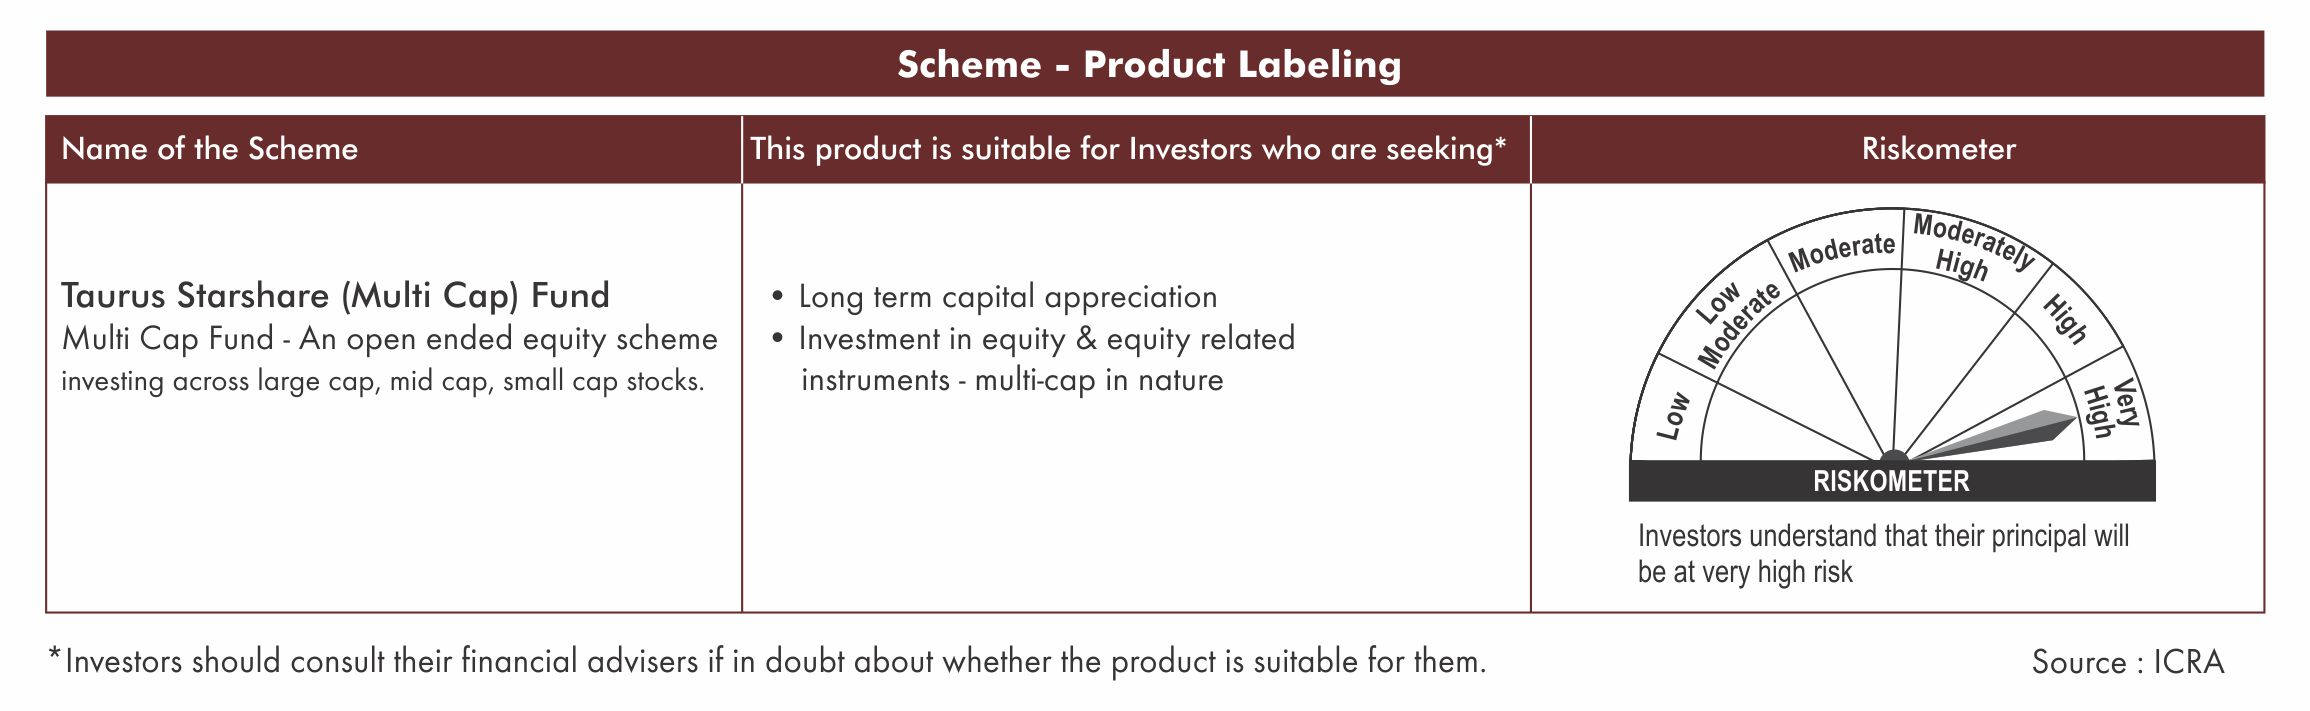 Scheme - Product Labeling
Name of the Scheme
This product is suitable for Investors who are seeking*
Riskometer
Taurus Starshare (Multi Cap) Fund
Multi Cap Fund - An open ended equity scheme
investing across large cap, mid cap, small cap stocks.
• Long term capital appreciation
• Investment in equity & equity related
instruments - multi-cap in nature
Low
Low
Moderate
Moderate
Moderately
High
High
Very
High
RISKOMETER
Investors understand that their principal will
be at very high risk
*Investors should consult their financial advisers if in doubt about whether the product is suitable for them.
Source : ICRA